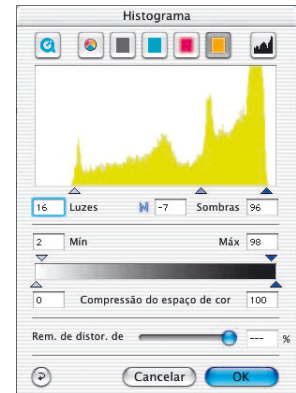 Histograma
16 Luzes -7 Sombras 96
2 Mín Máx 98
0 Compressão do espaço de cor 100
Rem. de distor. de --- %
Cancelar OK